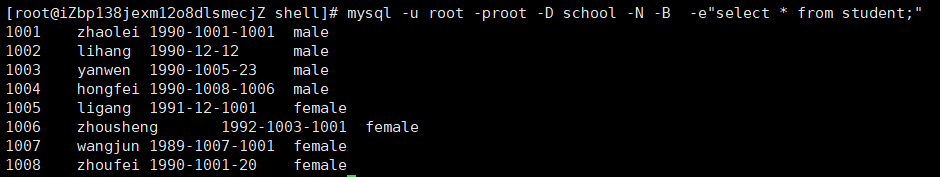 [root@iZbp138jexm12o8dlsmecjZ shell]# mysql -u root -proot -D school -N -B  -e"select * from student;"
1001	zhaolei	1990-1001-1001	male
1002	lihang	1990-12-12	male
1003	yanwen	1990-1005-23	male
1004	hongfei	1990-1008-1006	male
1005	ligang	1991-12-1001	female
1006	zhousheng	1992-1003-1001	female
1007	wangjun	1989-1007-1001	female
1008	zhoufei	1990-1001-20	female